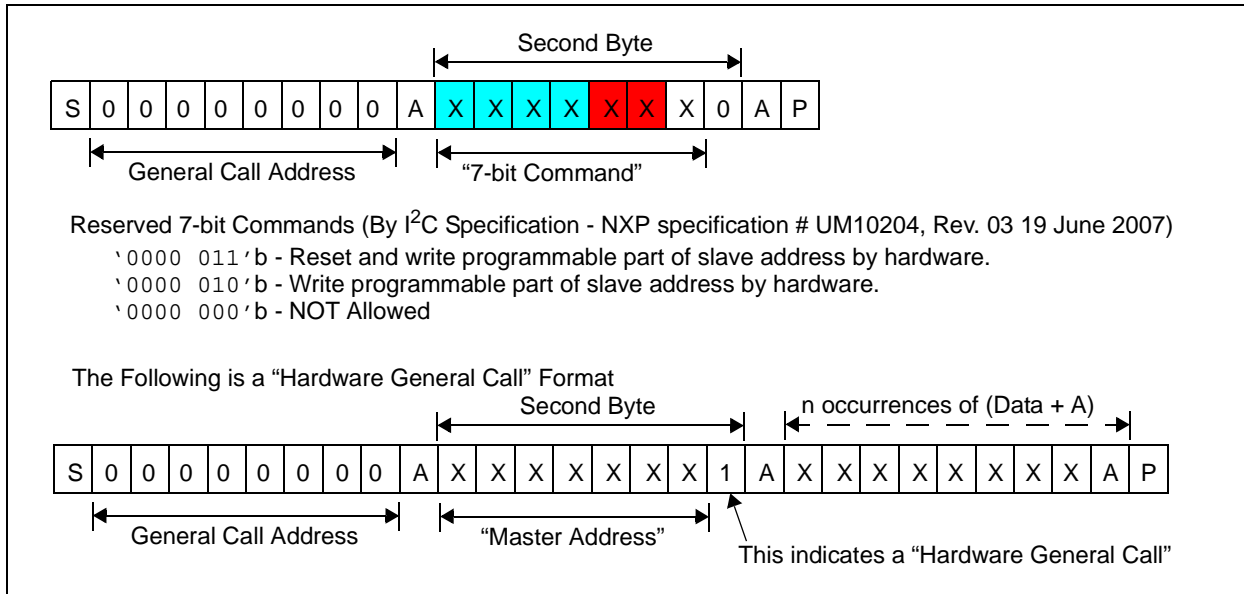 Second Byte
S 0 0 0 0 0 0 0 0 A X X X X X X X 0 A P
General Call Address “7-bit Command”
Reserved 7-bit Commands (By I2C Specification - NXP specification # UM10204, Rev. 03 19 June 2007)
‘0000 011’b - Reset and write programmable part of slave address by hardware.
‘0000 010’b - Write programmable part of slave address by hardware.
‘0000 000’b - NOT Allowed
The Following is a “Hardware General Call” Format
Second Byte n occurrences of (Data + A)
S 0 0 0 0 0 0 0 0 A X X X X X X X 1 A X X X X X X X X A P
General Call Address “Master Address”
This indicates a “Hardware General Call”